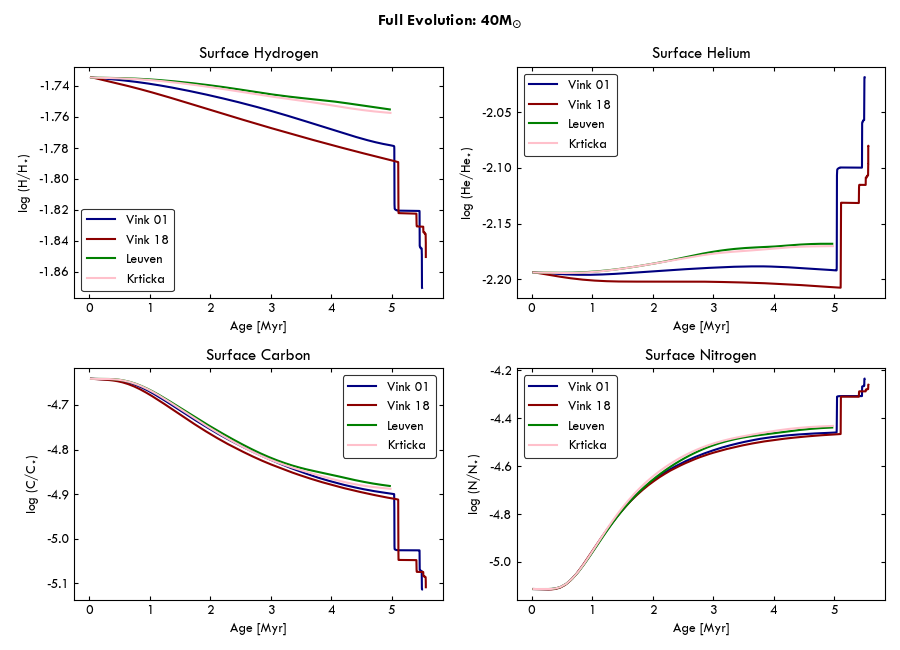 Full Evolution: 40M⊙
Surface Hydrogen
log (H/H⋆)
-1.74
-1.76
-1.78
-1.80
-1.82
-1.84
-1.86
Vink 01
Vink 18
Leuven
Krticka
0 1 2 3 4 5
Age [Myr]
Surface Helium
log (He/He⋆)
-2.05
-2.10
-2.15
-2.20
Vink 01
Vink 18
Leuven
Krticka
0 1 2 3 4 5
Age [Myr]
Surface Carbon
log (C/C⋆)
-4.7
-4.8
-4.9
-5.0
-5.1
Vink 01
Vink 18
Leuven
Krticka
0 1 2 3 4 5
Age [Myr]
Surface Nitrogen
log (N/N⋆)
-4.2
-4.4
-4.6
-4.8
-5.0
Vink 01
Vink 18
Leuven
Krticka
0 1 2 3 4 5
Age [Myr]